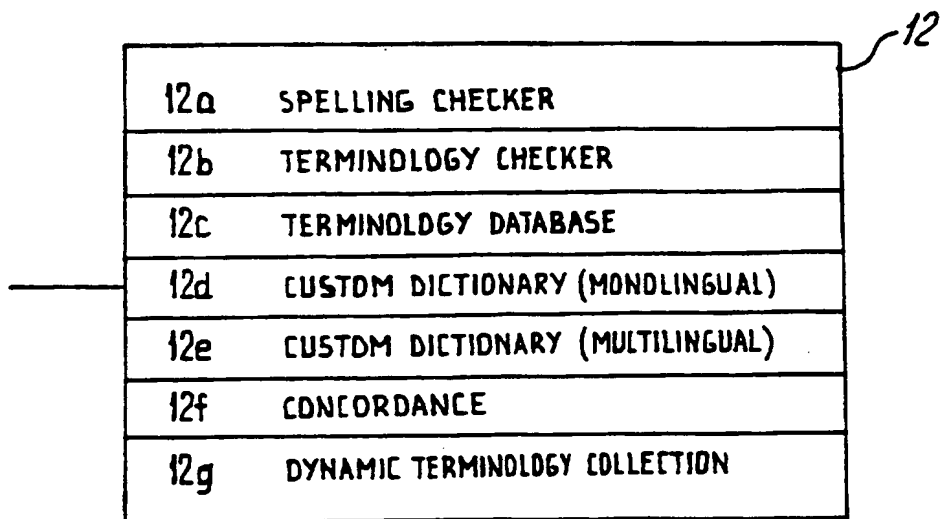 12
12a SPELLING CHECKER
12b TERMINOLOGY CHECKER
12c TERMINOLOGY DATABASE
12d CUSTOM DICTIONARY (MONOLINGUAL)
12e CUSTOM DICTIONARY (MULTILINGUAL)
12f CONCORDANCE
12g DYNAMIC TERMINOLOGY COLLECTION